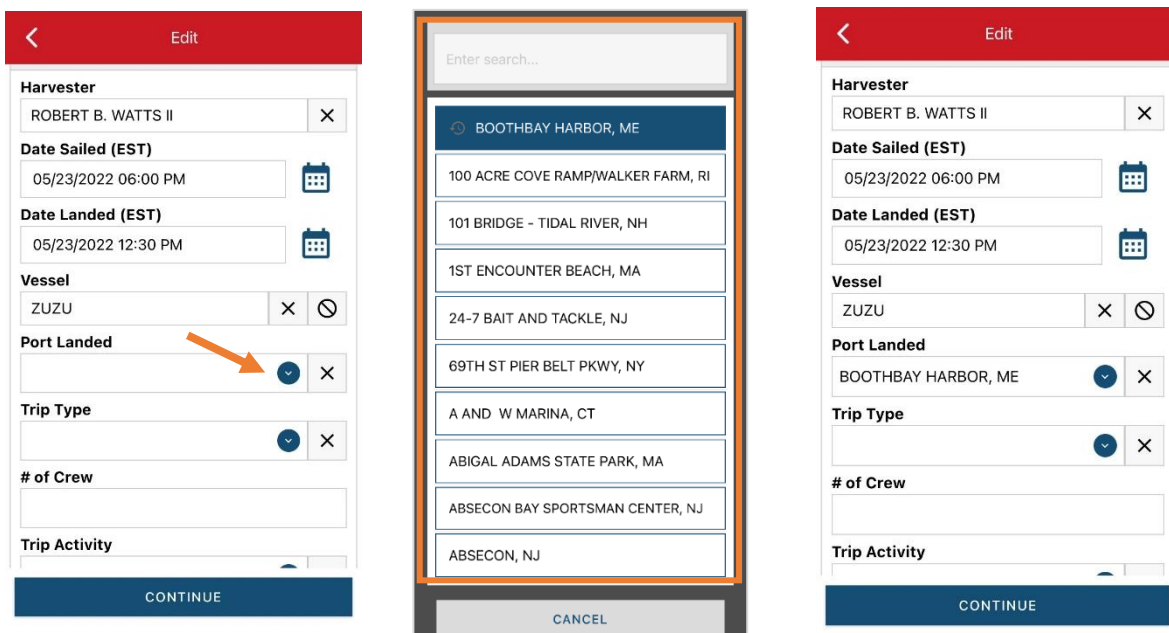 Edit
Harvester
ROBERT B. WATTS II
Date Sailed (EST)
05/23/2022 06:00 PM
Date Landed (EST)
05/23/2022 12:30 PM
Vessel
ZUZU
Port Landed
Trip Type
# of Crew
Trip Activity
CONTINUE
Enter search...
BOOTHBAY HARBOR, ME
100 ACRE COVE RAMP/WALKER FARM, RI
101 BRIDGE - TIDAL RIVER, NH
1ST ENCOUNTER BEACH, MA
24-7 BAIT AND TACKLE, NJ
69TH ST PIER BELT PKWY, NY
A AND W MARINA, CT
ABIGAL ADAMS STATE PARK, MA
ABSECON BAY SPORTSMAN CENTER, NJ
ABSECON, NJ
CANCEL
Edit
Harvester
ROBERT B. WATTS II
Date Sailed (EST)
05/23/2022 06:00 PM
Date Landed (EST)
05/23/2022 12:30 PM
Vessel
ZUZU
Port Landed
BOOTHBAY HARBOR, ME
Trip Type
# of Crew
Trip Activity
CONTINUE